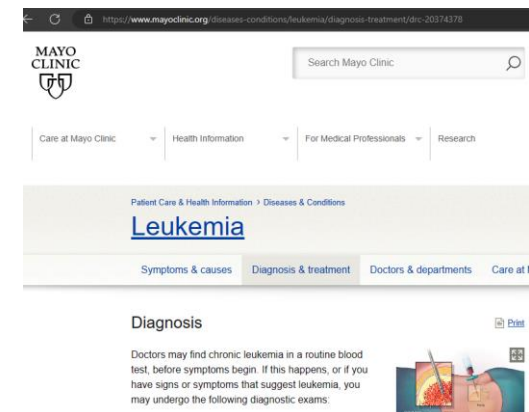 https://www.mayoclinic.org/diseases-conditions/leukemia/diagnosis-treatment/drc-20374378
MAYO
CLINIC
Search Mayo Clinic
Care at Mayo Clinic
Health Information
For Medical Professionals
Research
Patient Care & Health Information > Diseases & Conditions
Leukemia
Symptoms & causes
Diagnosis & treatment
Doctors & departments
Care at
Diagnosis
Print
Doctors may find chronic leukemia in a routine blood
test, before symptoms begin. If this happens, or if you
have signs or symptoms that suggest leukemia, you
may undergo the following diagnostic exams: